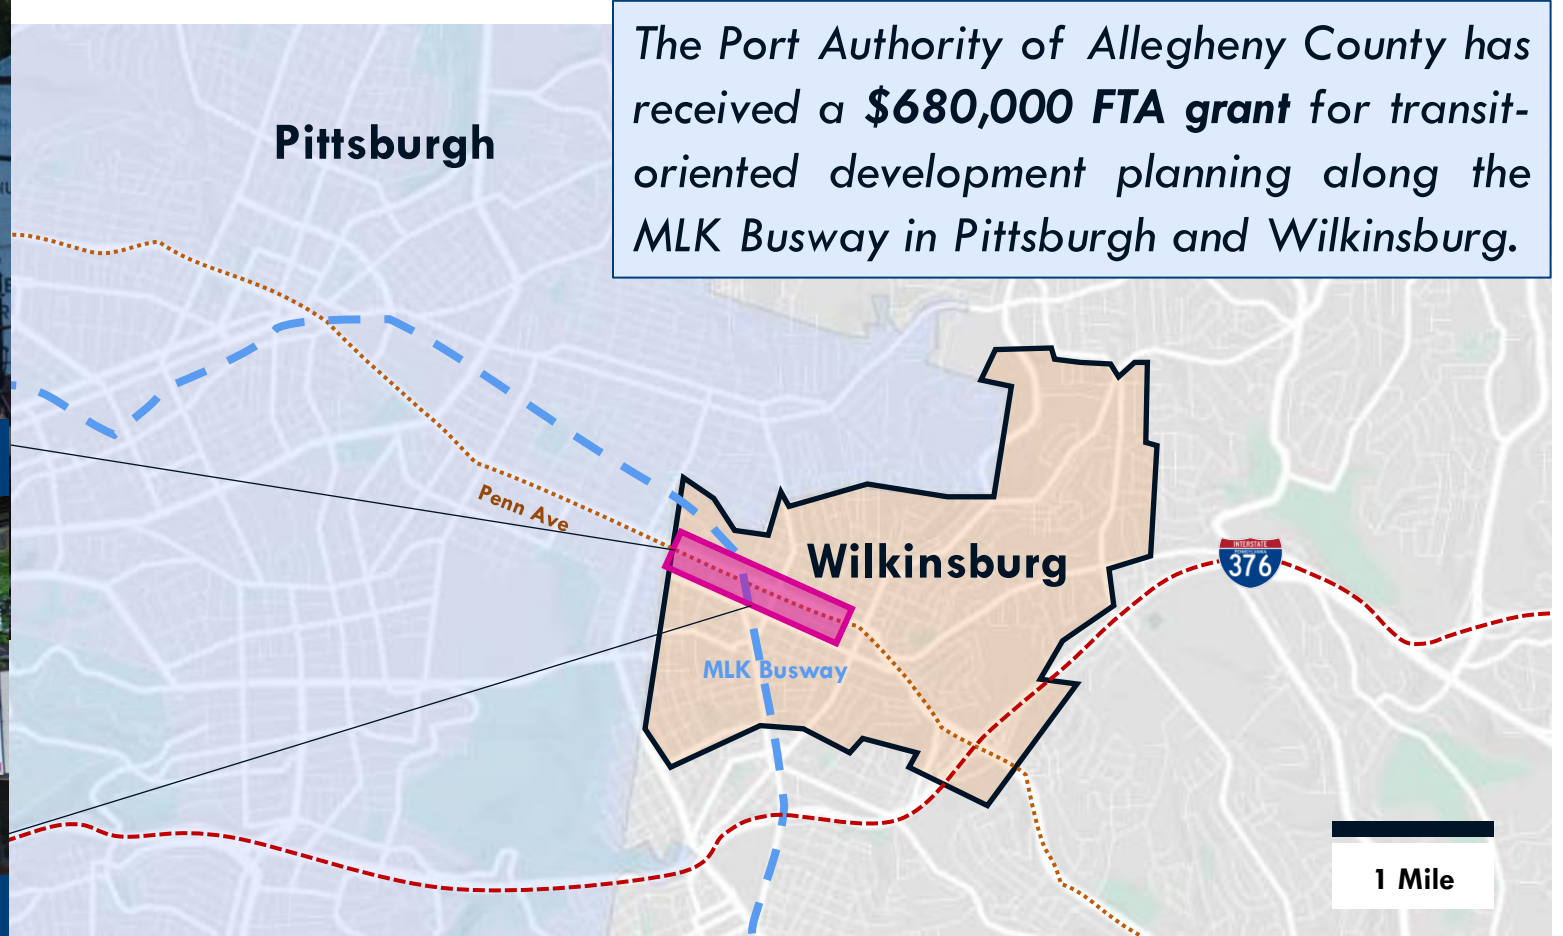 The Port Authority of Allegheny County has
received a $680,000 FTA grant for transit-
oriented development planning along the
MLK Busway in Pittsburgh and Wilkinsburg.
Pittsburgh
Penn Ave
Wilkinsburg
INTERSTATE
PENNSYLVANIA
376
MLK Busway
1 Mile